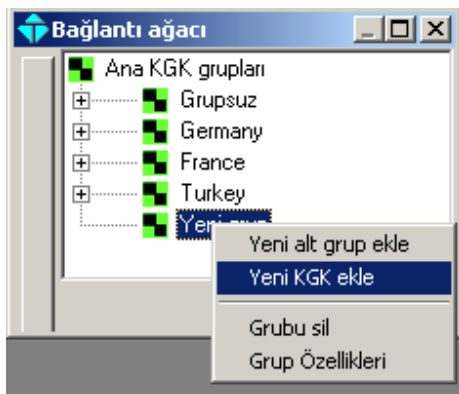 Bağlantı ağacı
Ana KGK grupları
Grupsuz
Germany
France
Turkey
Yeni
Yeni alt grup ekle
Yeni KGK ekle
Grubu sil
Grup Özellikleri